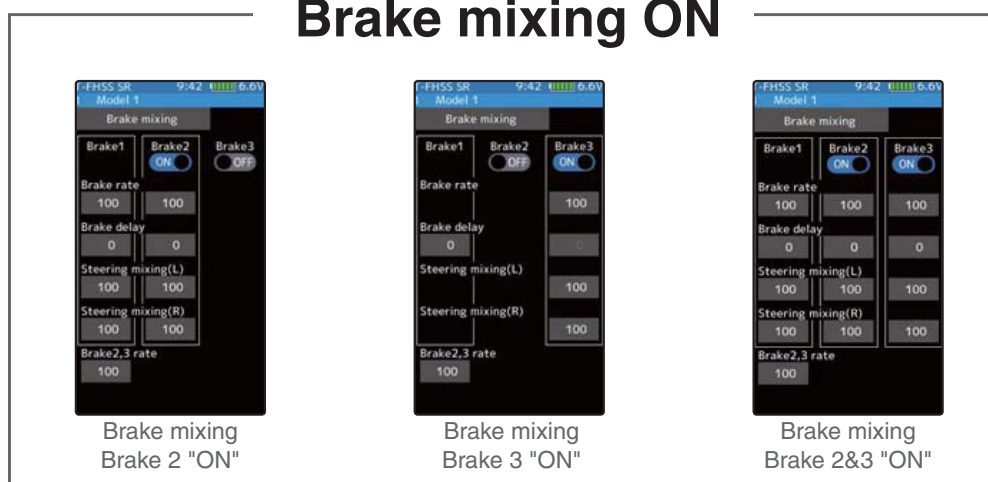 Brake mixing ON
T-FHSS SR 9:42 6.6V
Model 1
Brake mixing
Brake1 Brake2 Brake3
ON OFF
Brake rate
100 100
Brake delay
0 0
Steering mixing(L)
100 100
Steering mixing(R)
100 100
Brake2,3 rate
100
Brake mixing
Brake 2 "ON"
T-FHSS SR 9:42 6.6V
Model 1
Brake mixing
Brake1 Brake2 Brake3
OFF ON
Brake rate
100
Brake delay
0 0
Steering mixing(L)
100
Steering mixing(R)
100
Brake2,3 rate
100
Brake mixing
Brake 3 "ON"
T-FHSS SR 9:42 6.6V
Model 1
Brake mixing
Brake1 Brake2 Brake3
ON ON
Brake rate
100 100 100
Brake delay
0 0 0
Steering mixing(L)
100 100 100
Steering mixing(R)
100 100 100
Brake2,3 rate
100
Brake mixing
Brake 2&3 "ON"